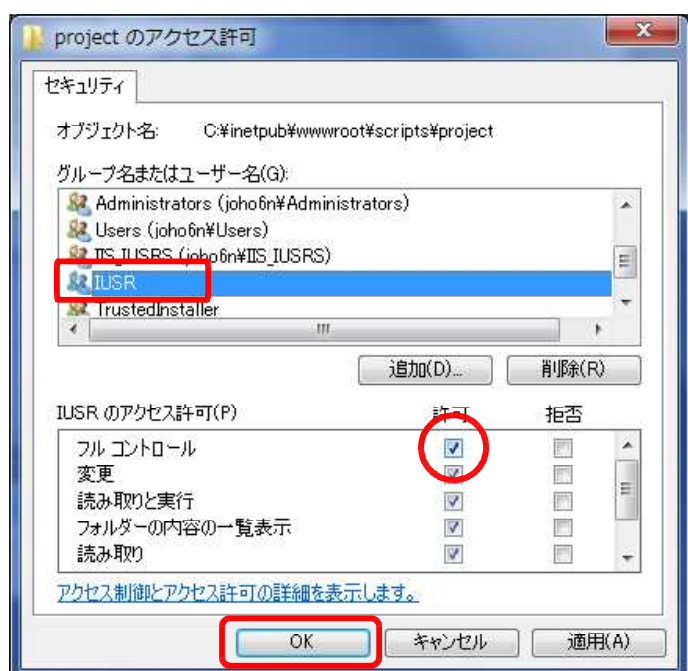 project のアクセス許可
セキュリティ
オブジェクト名: C:¥inetpub¥wwwroot¥scripts¥project
グループ名またはユーザー名(G):
Administrators (joho6n¥Administrators)
Users (joho6n¥Users)
IIS_IUSRS (joho6n¥IIS_IUSRS)
IUSR
TrustedInstaller
追加(D)... 削除(R)
IUSR のアクセス許可(P) 許可 拒否
フル コントロール
変更
読み取りと実行
フォルダーの内容の一覧表示
読み取り
アクセス制御とアクセス許可の詳細を表示します。
OK キャンセル 適用(A)